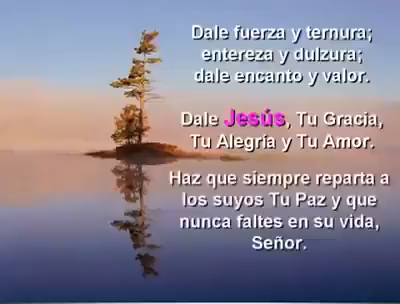 Dale fuerza y ternura;
entereza y dulzura;
dale encanto y valor.
Dale Jesús, Tu Gracia,
Tu Alegría y Tu Amor.
Haz que siempre reparta a
los suyos Tu Paz y que
nunca faltes en su vida,
Señor.